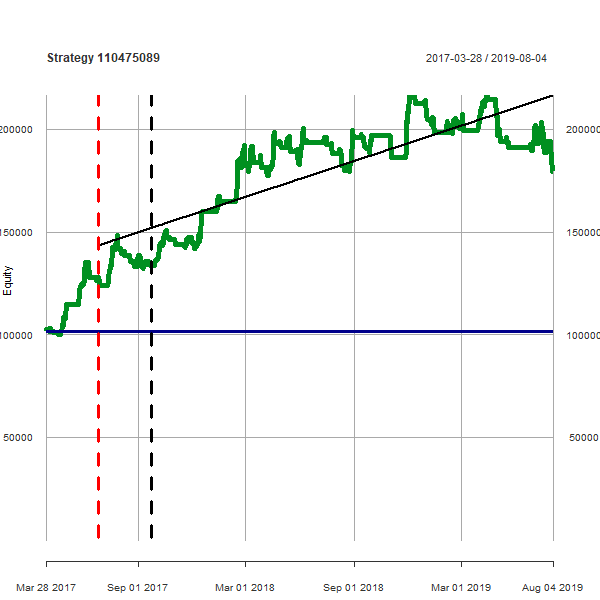 Strategy 110475089
2017-03-28 / 2019-08-04
200000
200000
150000
150000
Equity
100000
100000
50000
50000
Mar 28 2017
Sep 01 2017
Mar 01 2018
Sep 01 2018
Mar 01 2019
Aug 04 2019